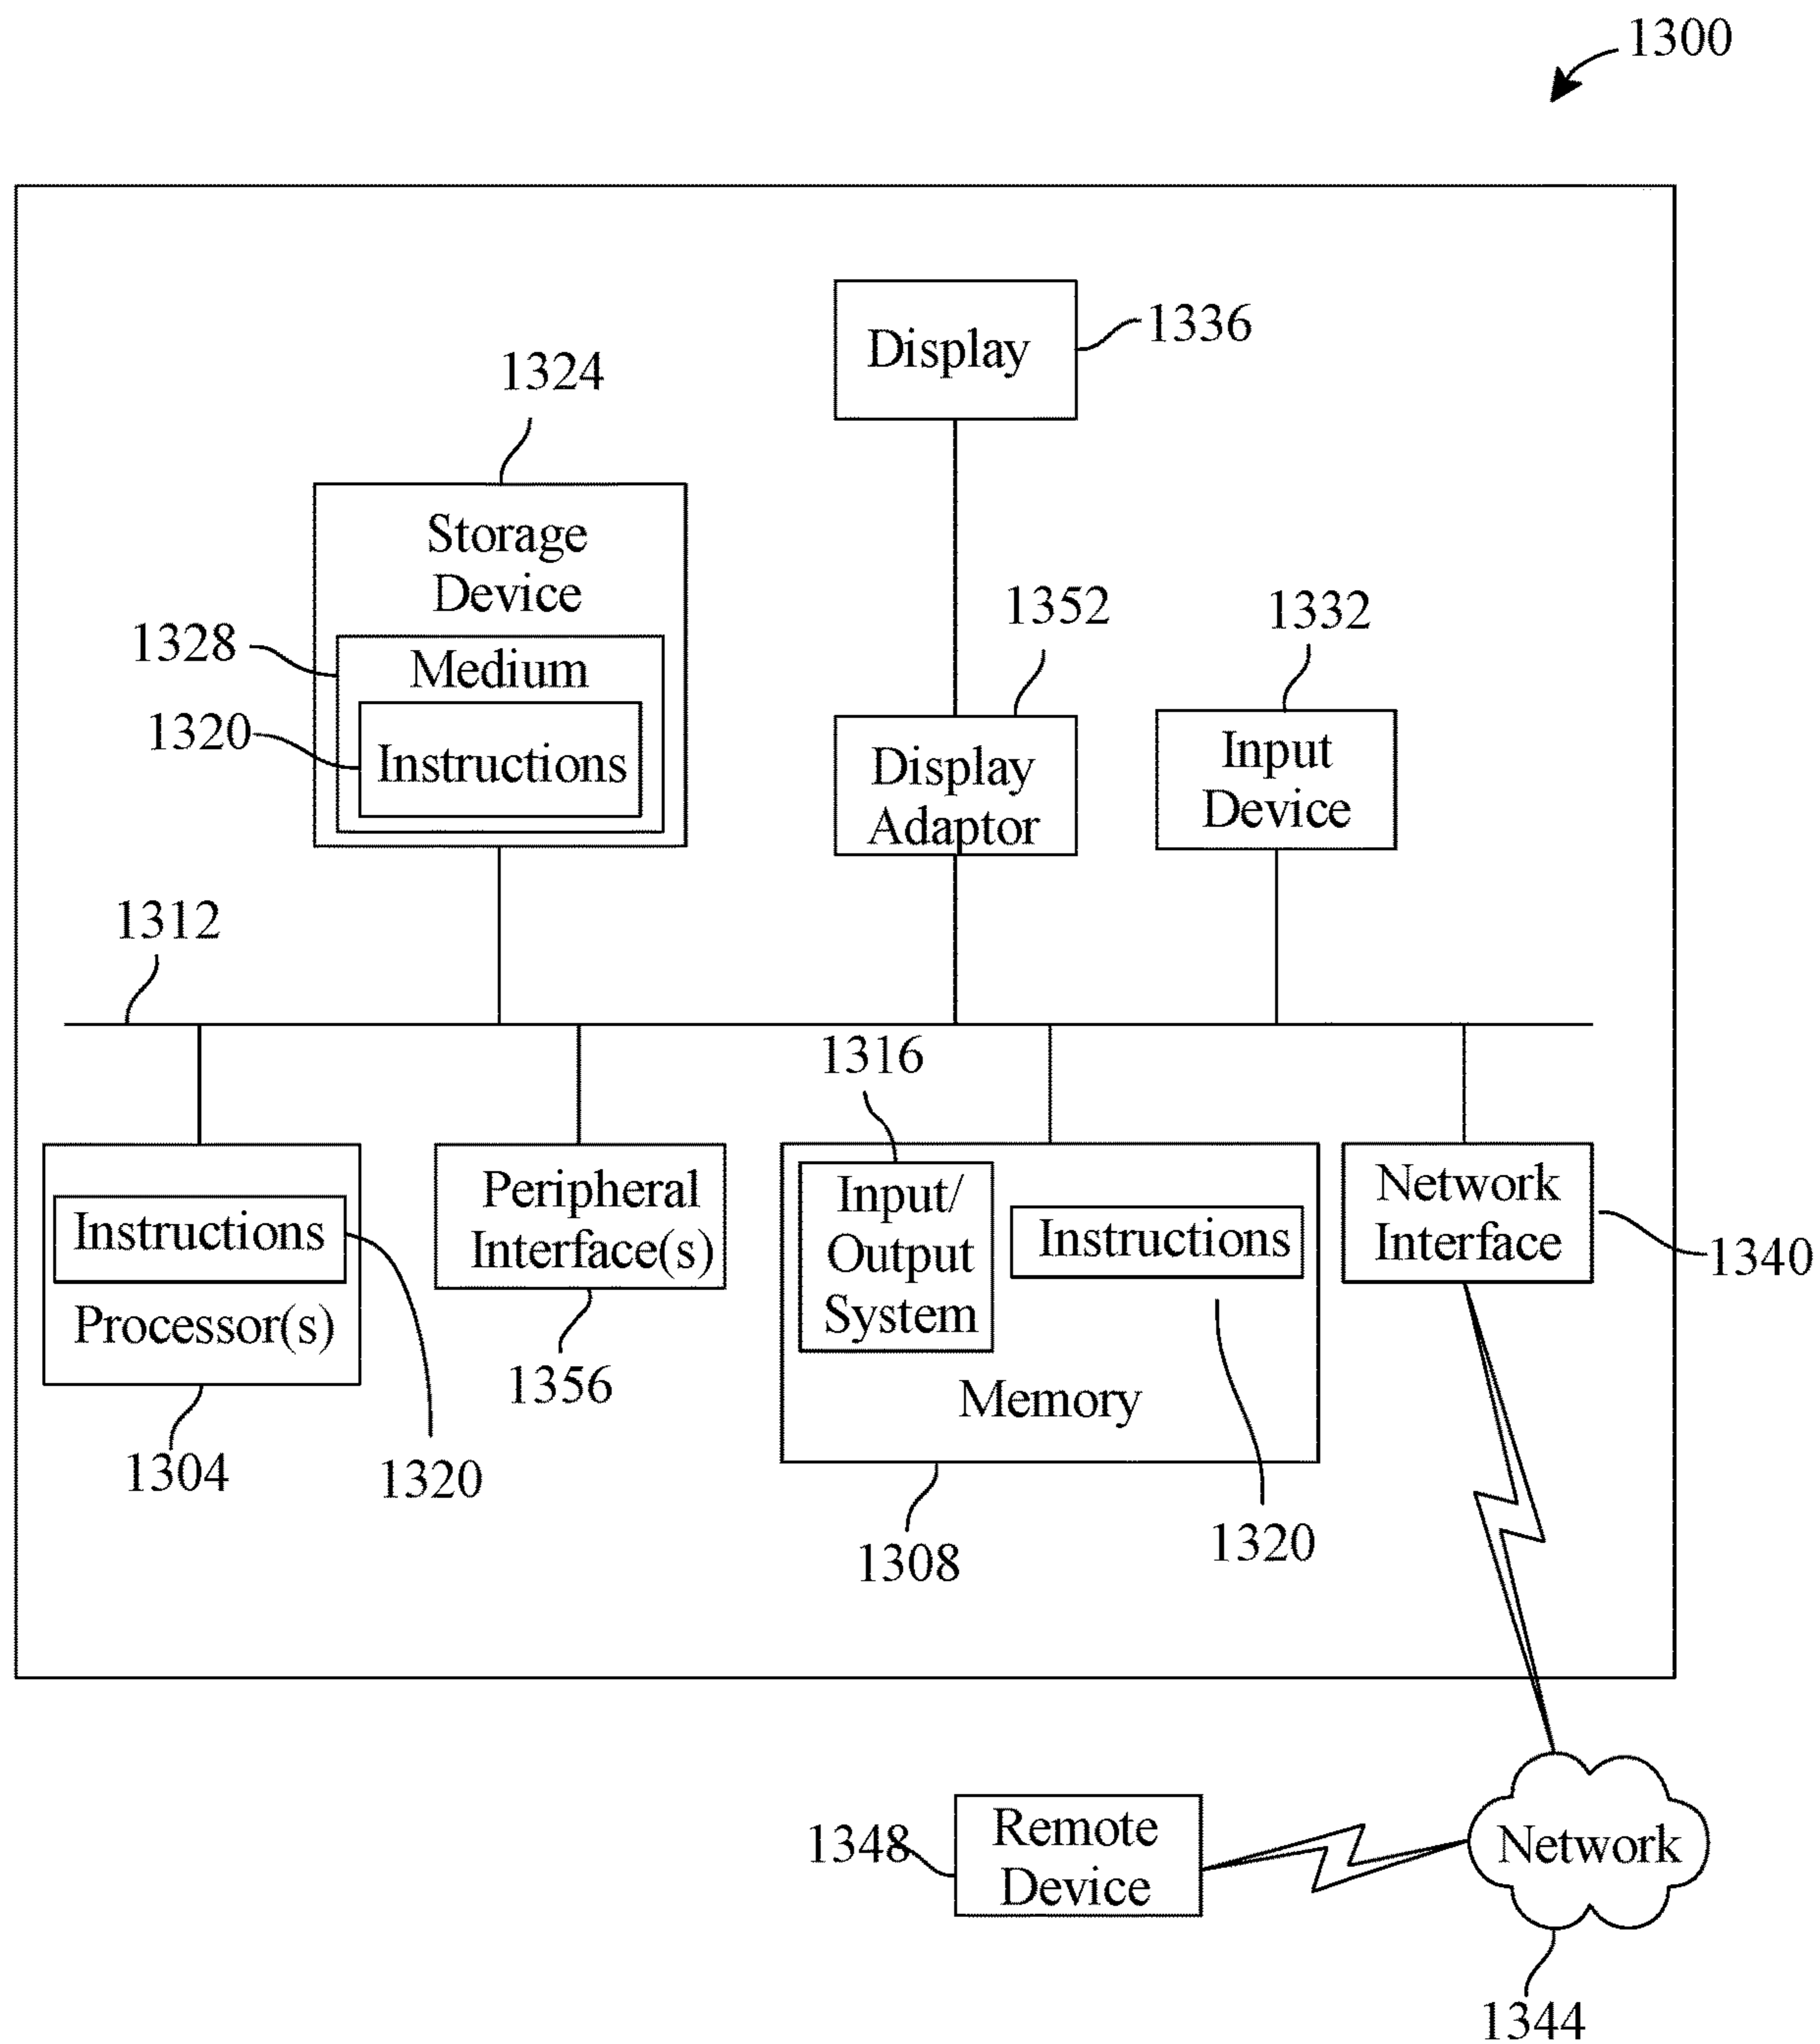 1300
Display
1336
1324
Storage
Device
1328
Medium
1320
Instructions
1352
Display
Adaptor
1332
Input
Device
1312
1316
Instructions
Processor(s)
1304
1320
Peripheral
Interface(s)
1356
Input/
Output
System
Instructions
Memory
1308
1320
Network
Interface
1340
1348
Remote
Device
Network
1344